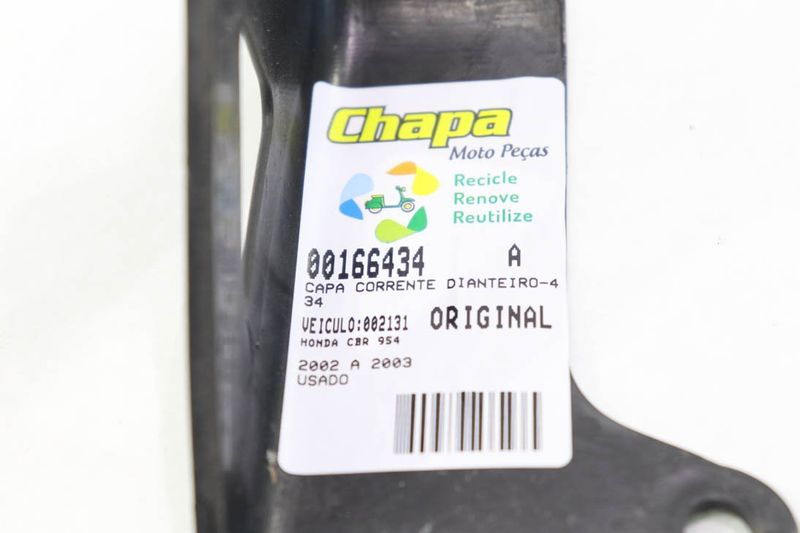 Chapa
Moto Peças
Recicle
Renove
Reutilize
00166434 A
CAPA CORRENTE DIANTEIRO-4
34
VEICULO:002131 ORIGINAL
HONDA CBR 954
2002 A 2003
USADO